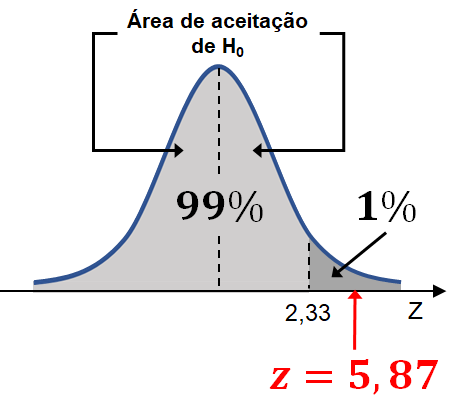 Área de aceitação
de H₀
99%
1%
2,33
Z
z = 5,87